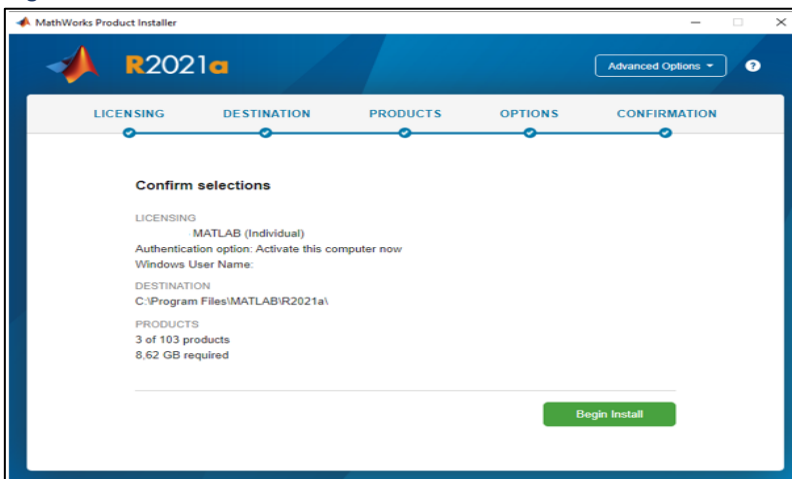 MathWorks Product Installer
R2021a
Advanced Options
?
LICENSING DESTINATION PRODUCTS OPTIONS CONFIRMATION
Confirm selections
LICENSING
MATLAB (Individual)
Authentication option: Activate this computer now
Windows User Name:
DESTINATION
C:\Program Files\MATLAB\R2021a\
PRODUCTS
3 of 103 products
8,62 GB required
Begin Install